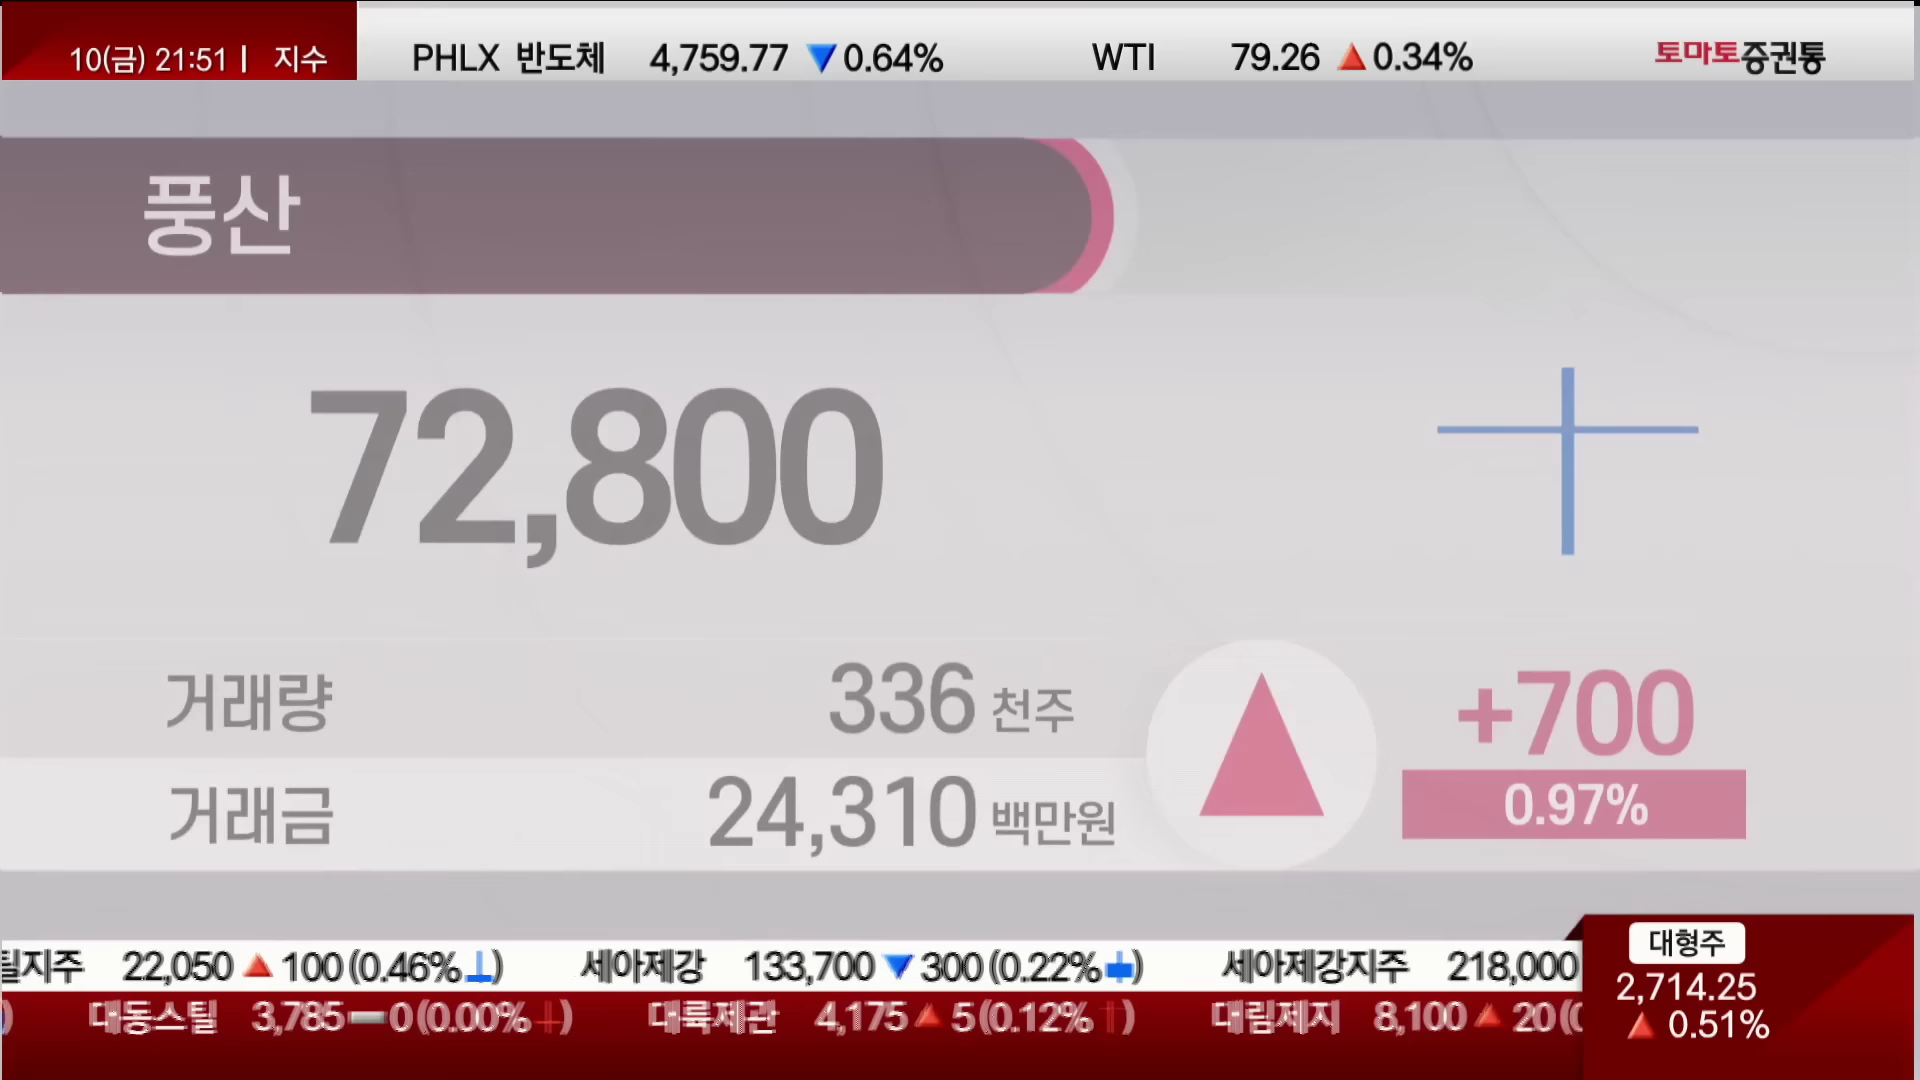 10(금) 21:51 | 지수 PHLX 반도체 4,759.77 ▼ 0.64% WTI 79.26 ▲ 0.34% 토마토증권통
풍산
72,800
거래량 336 천주
+700
거래금 24,310 백만원
0.97%
틸지주 22,050 ▲ 100 (0.46%) 세아제강 133,700 ▼ 300 (0.22%) 세아제강지주 218,000
) 대동스틸 3,785 0 (0.00%) 대륙제관 4,175 ▲ 5 (0.12%) 대림제지 8,100 ▲ 20 (
대형주
2,714.25
▲ 0.51%